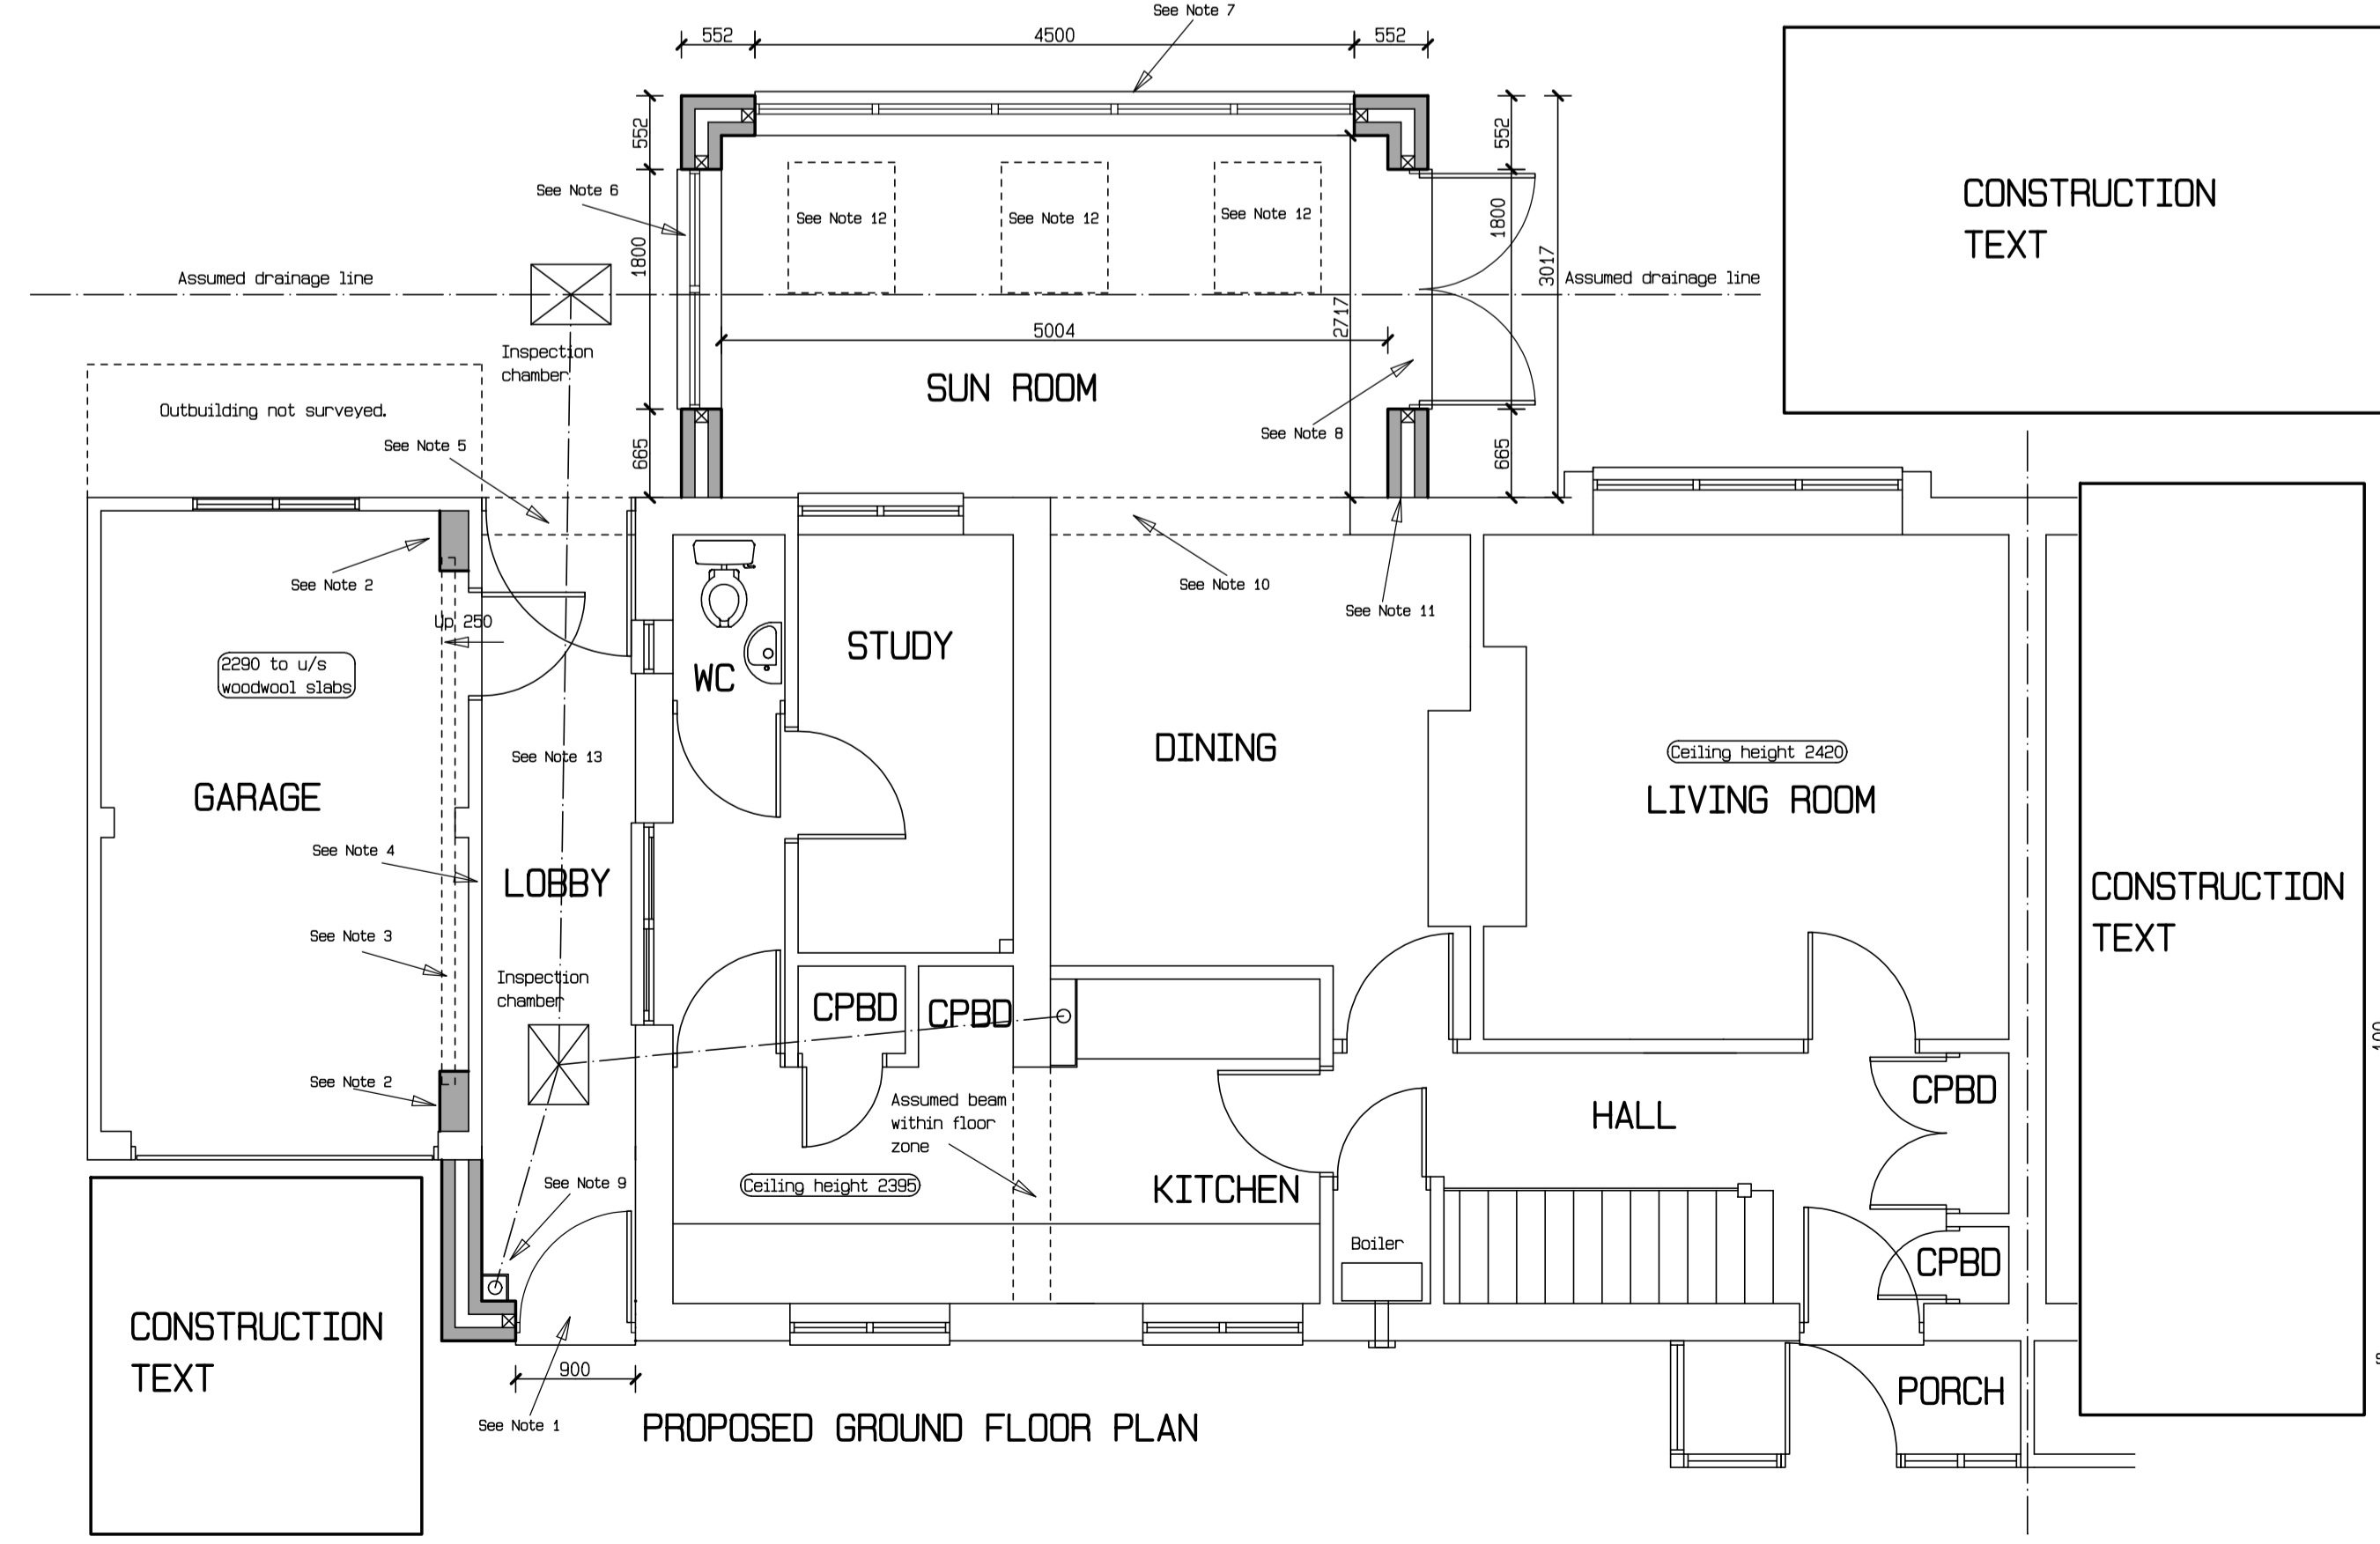 See Note 7
552
4500
552
552
552
See Note 6
1800
1800
3017
CONSTRUCTION
TEXT
See Note 12
See Note 12
See Note 12
Assumed drainage line
Assumed drainage line
2717
5004
Inspection
chamber
SUN ROOM
Outbuilding not surveyed.
See Note 5
665
See Note 8
665
See Note 2
Up 250
See Note 10
See Note 11
2290 to u/s
woodwool slabs
WC
STUDY
DINING
Ceiling height 2420
LIVING ROOM
See Note 13
GARAGE
See Note 4
LOBBY
CONSTRUCTION
TEXT
See Note 3
Inspection
chamber
CPBD
CPBD
100
See Note 2
Assumed beam
within floor
zone
HALL
CPBD
See Note 9
Ceiling height 2395
KITCHEN
Boiler
CPBD
CONSTRUCTION
TEXT
900
See Note 1
PROPOSED GROUND FLOOR PLAN
PORCH